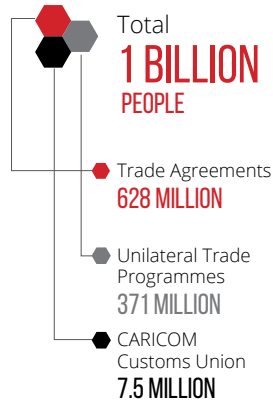 Total
1 BILLION
PEOPLE
Trade Agreements
628 MILLION
Unilateral Trade
Programmes
371 MILLION
CARICOM
Customs Union
7.5 MILLION